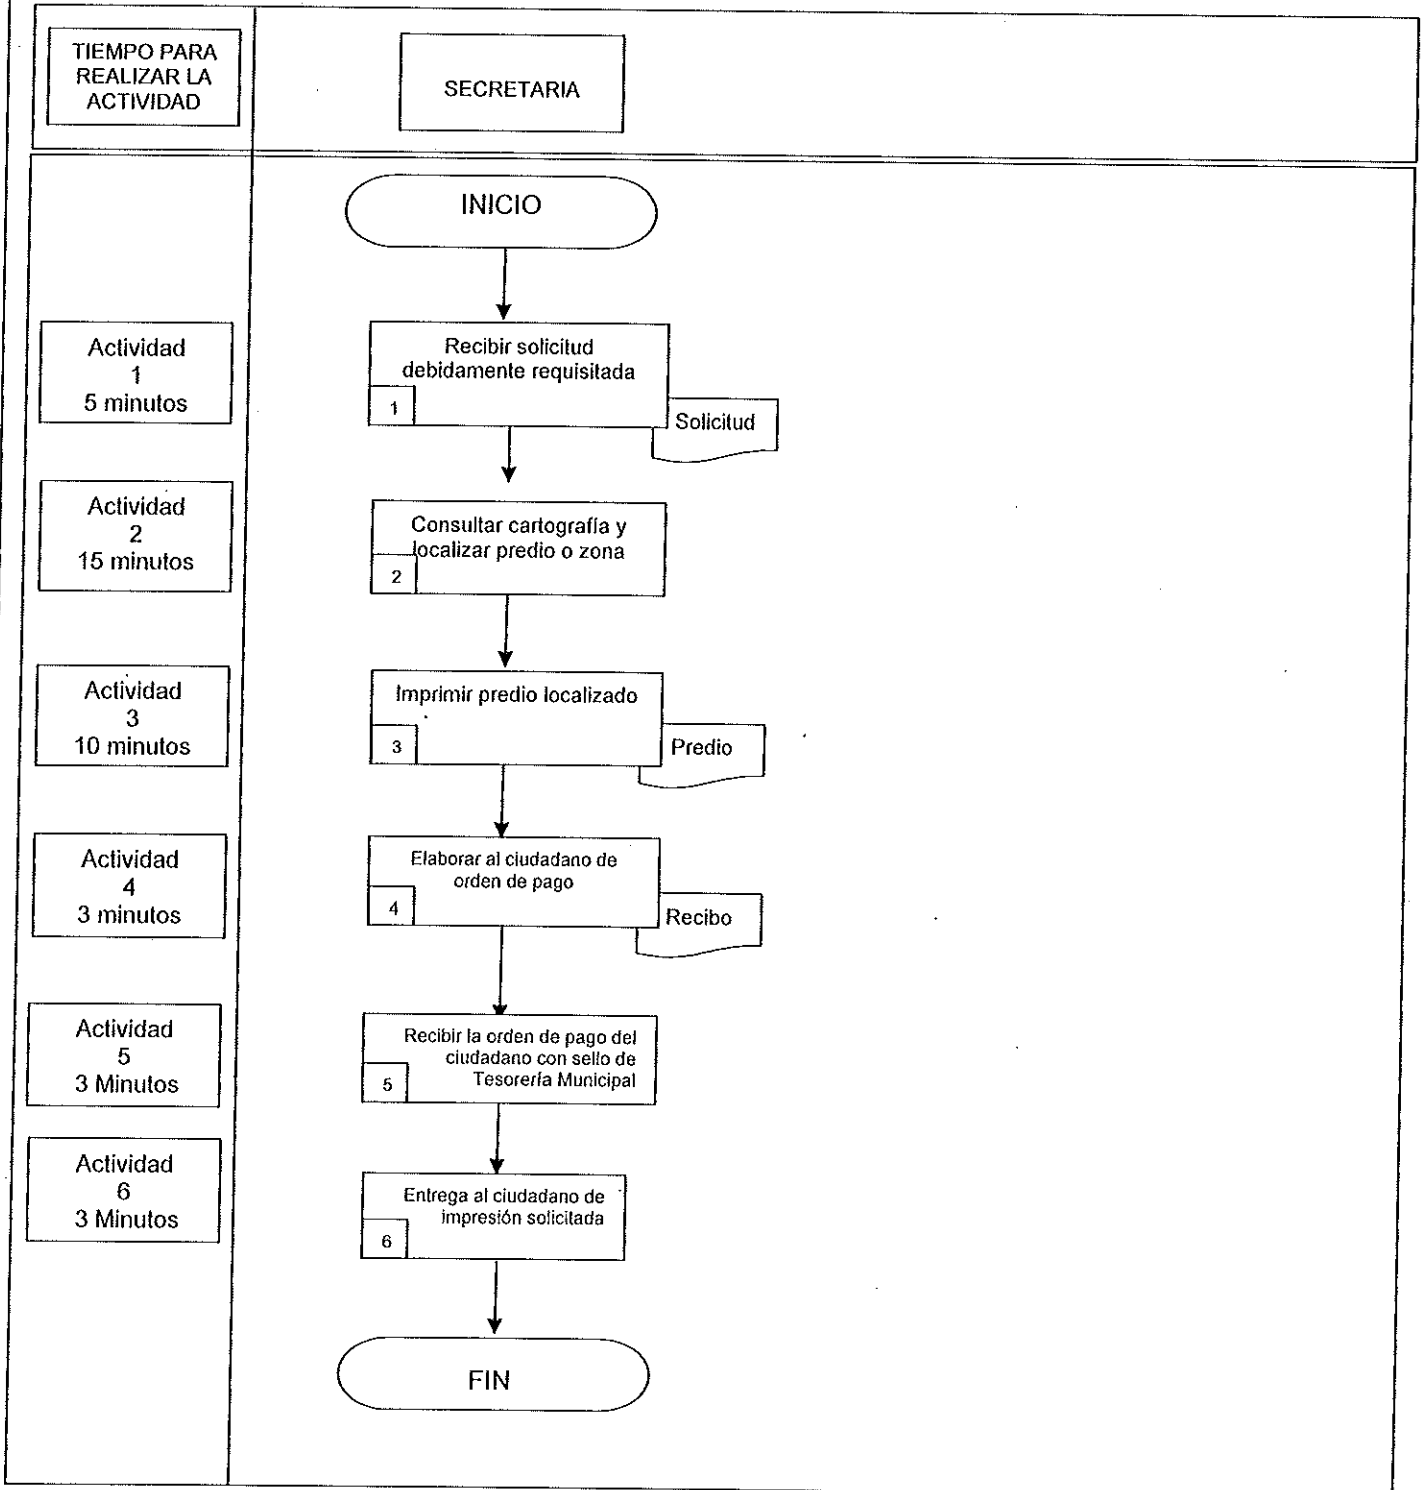 TIEMPO PARA
REALIZAR LA
ACTIVIDAD
SECRETARIA
INICIO
Actividad
1
5 minutos
Recibir solicitud
debidamente requisitada
1
Solicitud
Actividad
2
15 minutos
Consultar cartografía y
localizar predio o zona
2
Actividad
3
10 minutos
Imprimir predio localizado
3
Predio
Actividad
4
3 minutos
Elaborar al ciudadano de
orden de pago
4
Recibo
Actividad
5
3 Minutos
Recibir la orden de pago del
ciudadano con sello de
Tesorería Municipal
5
Actividad
6
3 Minutos
Entrega al ciudadano de
impresión solicitada
6
FIN